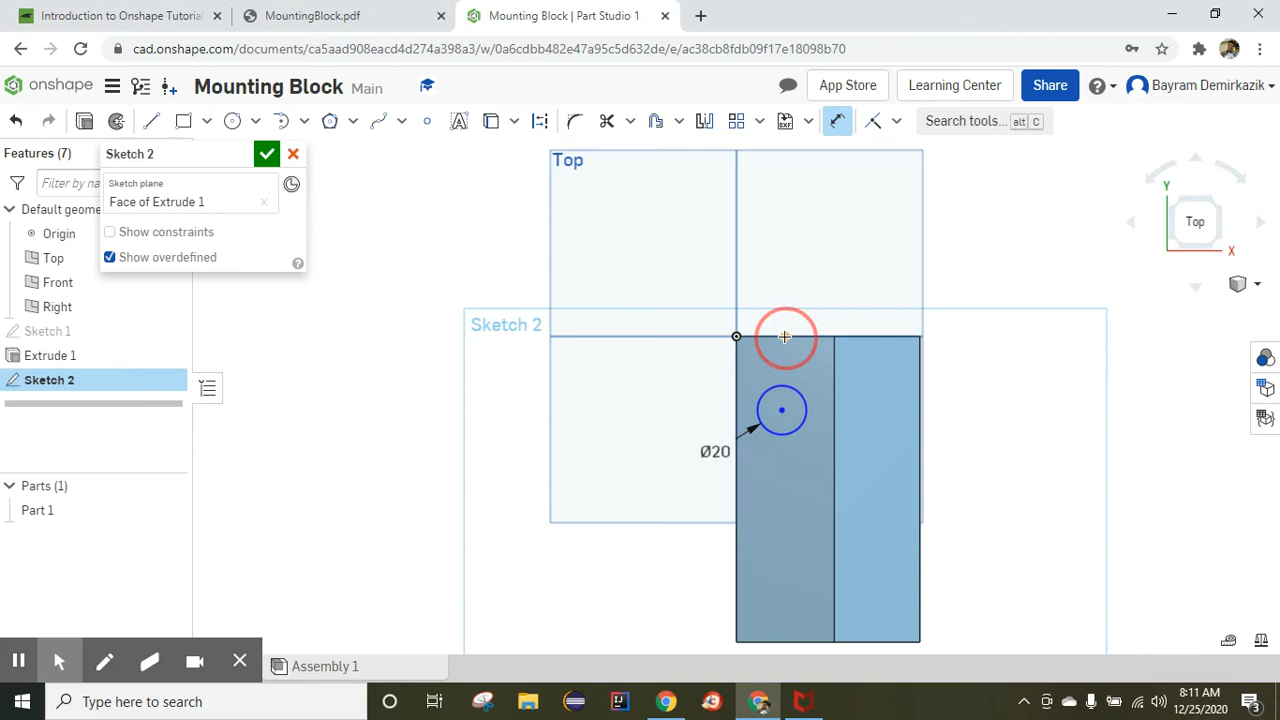 Introduction to Onshape Tutorial
MountingBlock.pdf
Mounting Block | Part Studio 1
cad.onshape.com/documents/ca5aad908eacd4d274a398a3/w/0a6cdbb482e47a95c5d632de/e/ac38cb8fdb09f17e18098b70
onshape
Mounting Block Main
App Store
Learning Center
Share
Bayram Demirkazik
Search tools... alt C
Features (7)
Filter by na
Default geome
Origin
Top
Front
Right
Sketch 1
Extrude 1
Sketch 2
Parts (1)
Part 1
Sketch 2
Sketch plane
Face of Extrude 1
Show constraints
Show overdefined
Top
Sketch 2
Ø20
Y
Top
X
Assembly 1
Type here to search
8:11 AM
12/25/2020
3